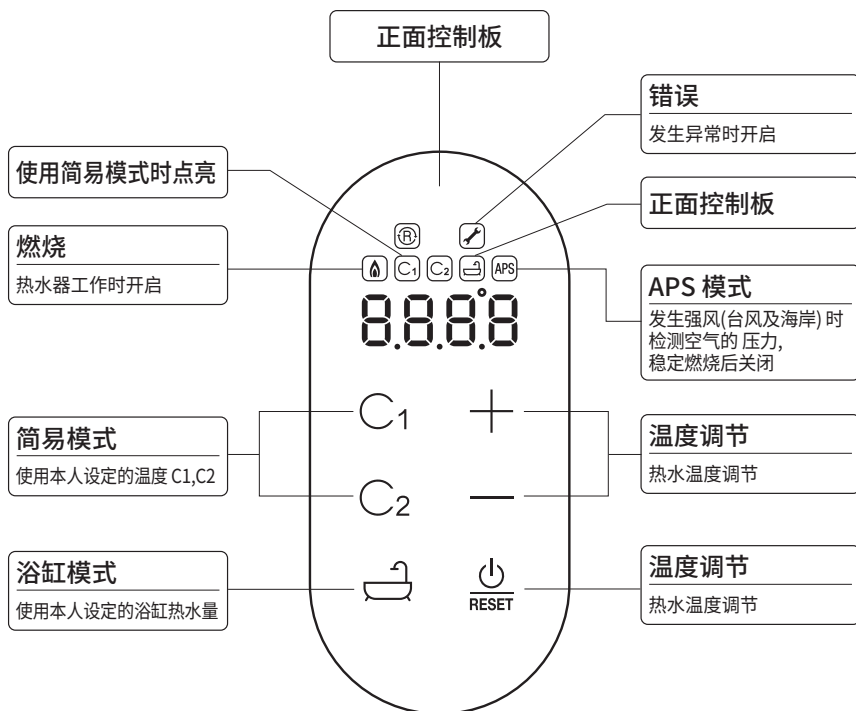 正面控制板
错误
发生异常时开启
使用简易模式时点亮
正面控制板
燃烧
热水器工作时开启
R
C1 C2 APS
APS 模式
发生强风(台风及海岸) 时
检测空气的 压力,
稳定燃烧后关闭
8.8.8°8
C1
C2
简易模式
使用本人设定的温度 C1,C2
温度调节
热水温度调节
浴缸模式
使用本人设定的浴缸热水量
RESET
温度调节
热水温度调节